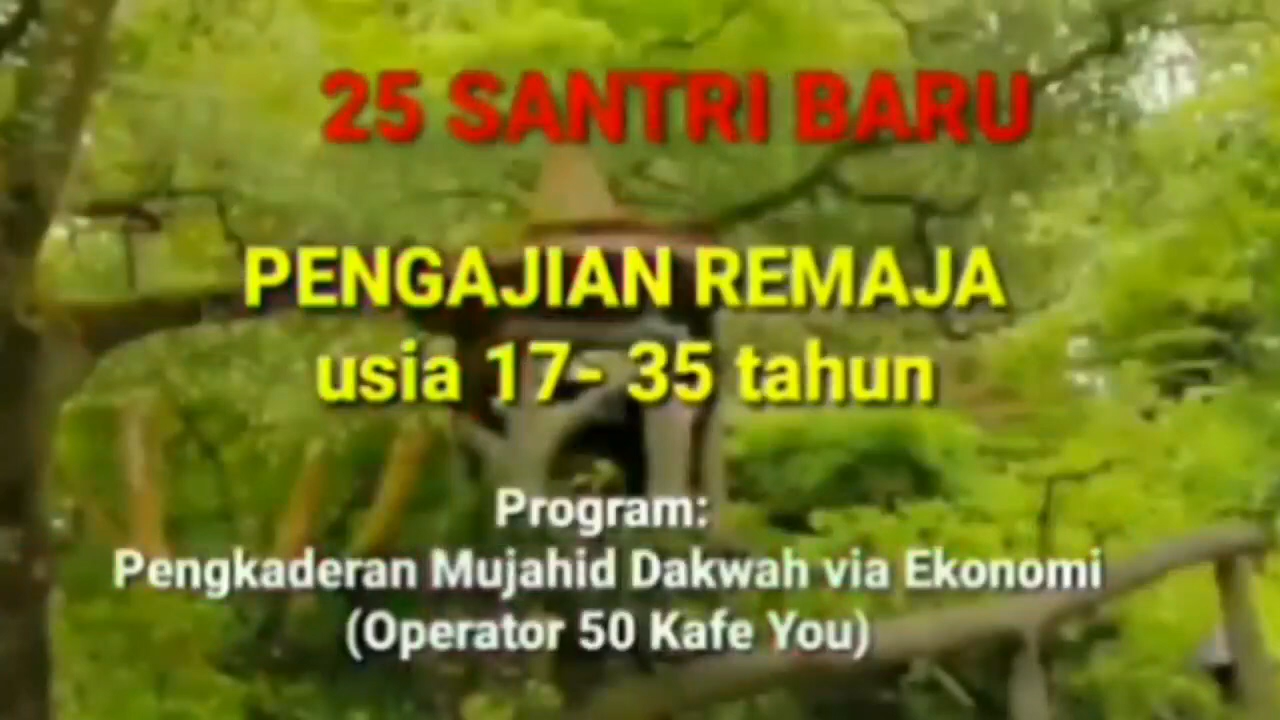 25 SANTRI BARU
PENGAJIAN REMAJA
usia 17- 35 tahun
Program:
Pengkaderan Mujahid Dakwah via Ekonomi
(Operator 50 Kafe You)